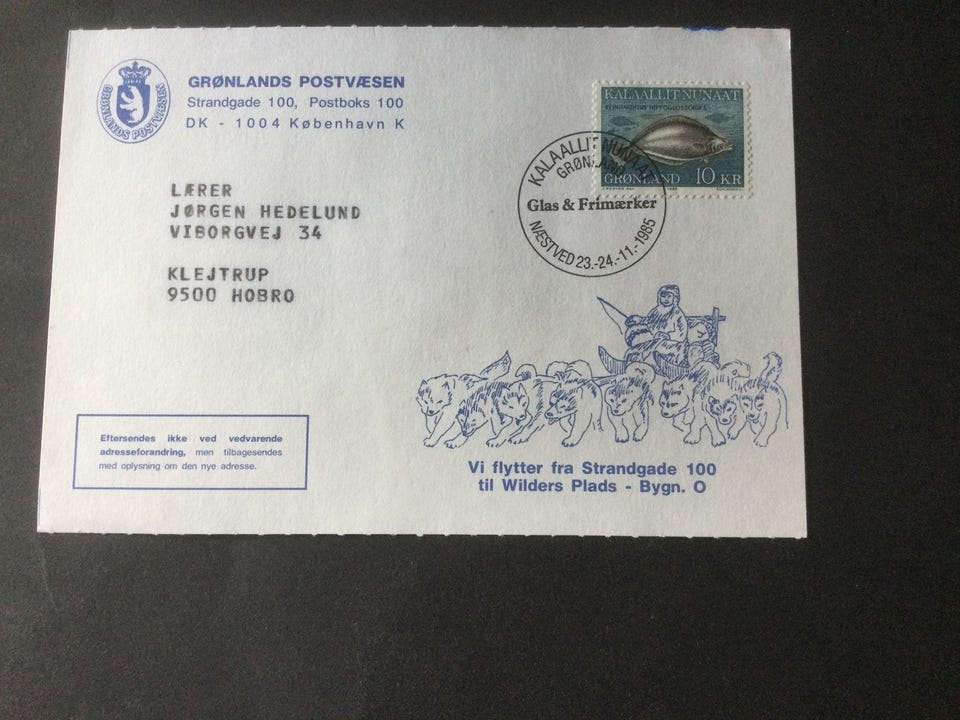 GRØNLANDS POSTVÆSEN
GRØNLANDS POSTVÆSEN
Strandgade 100, Postboks 100
DK - 1004 København K
KALAALLIT NUNAAT
REINHARDTIUS HIPPOGLOSSOIDES
GRØNLAND 10 KR
KALAALLIT NUNAAT
GRØNLAND
Glas & Frimærker
NÆSTVED 23.-24.-11.-1985
LÆRER
JØRGEN HEDELUND
VIBORGVEJ 34
KLEJTRUP
9500 HOBRO
Eftersendes ikke ved vedvarende
adresseforandring, men tilbagesendes
med oplysning om den nye adresse.
Vi flytter fra Strandgade 100
til Wilders Plads - Bygn. O